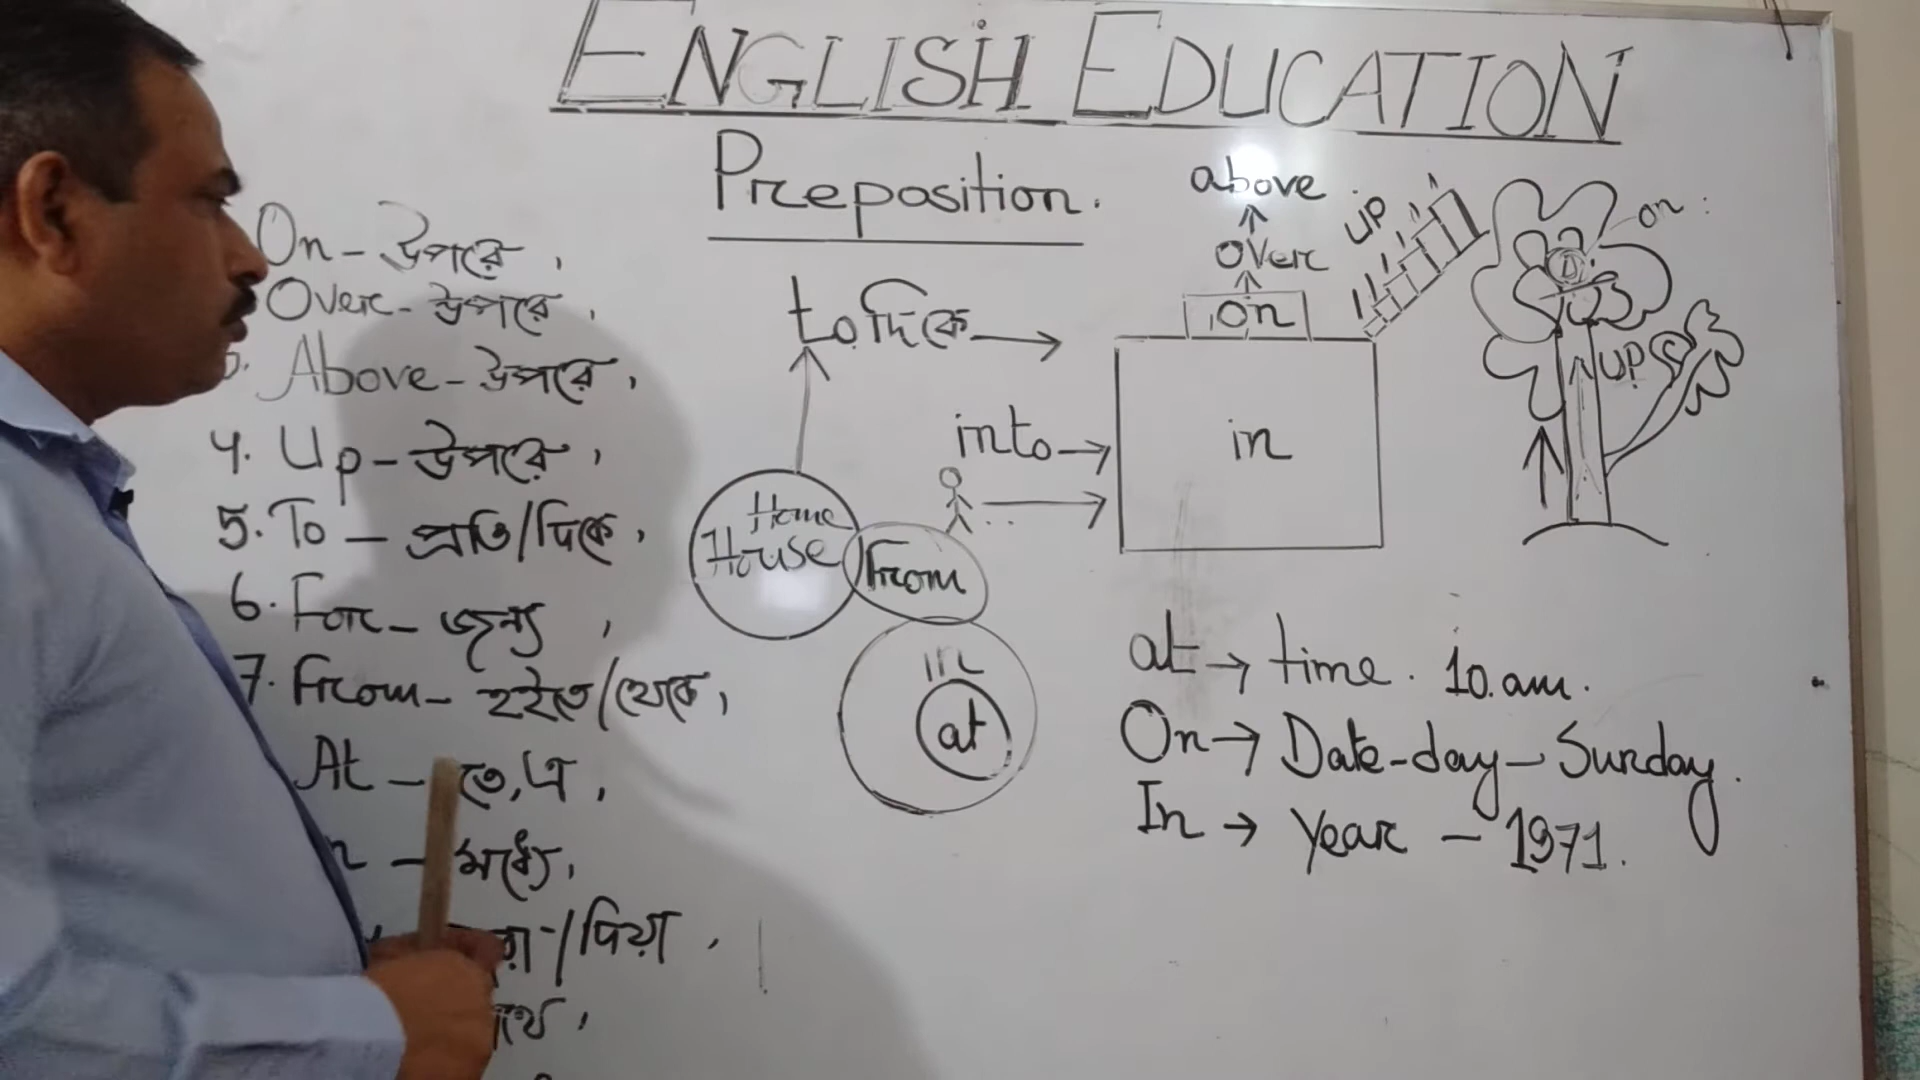 ENGLISH EDUCATION
Preposition.
On - উপরে,
Over - উপরে,
Above - উপরে,
4. Up - উপরে,
5. To - প্রতি/দিকে,
6. For - জন্য,
7. From - হইতে/থেকে,
At - তে, এ,
n - মধ্যে,
রা-/দিয়া,
to দিকে →
Home
House
From
in
at
into →
above
over
on
in
UP
on
UP
at → time. 10. am.
On → Date-day - Sunday.
In → Year - 1971.